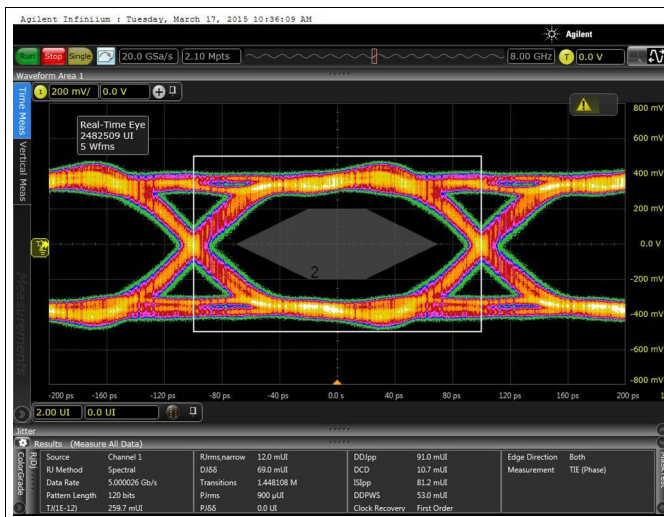 Agilent Infiniium : Tuesday, March 17, 2015 10:36:09 AM
Agilent
Run Stop Single 20.0 GSa/s 2.10 Mpts 8.00 GHz T 0.0 V
Waveform Area 1
1 200 mV/ 0.0 V
Time Meas
Vertical Meas
Measurements
Real-Time Eye
2482509 UI
5 Wfms
800 mV
600 mV
400 mV
200 mV
0.0 V
-200 mV
-400 mV
-600 mV
-800 mV
2
-200 ps -160 ps -120 ps -80 ps -40 ps 0.0 s 40 ps 80 ps 120 ps 160 ps 200 ps
2.00 UI 0.0 UI
Jitter
Results (Measure All Data)
ColorGrade
RJDJ
Source Channel 1 RJrms,narrow 12.0 mUI DDJpp 91.0 mUI Edge Direction Both
RJ Method Spectral DJδδ 69.0 mUI DCD 10.7 mUI Measurement TIE (Phase)
Data Rate 5.000026 Gb/s Transitions 1.448108 M ISIpp 81.2 mUI
Pattern Length 120 bits PJrms 900 μUI DDPWS 53.0 mUI
TJ(1E-12) 259.7 mUI PJδδ 0.0 UI Clock Recovery First Order